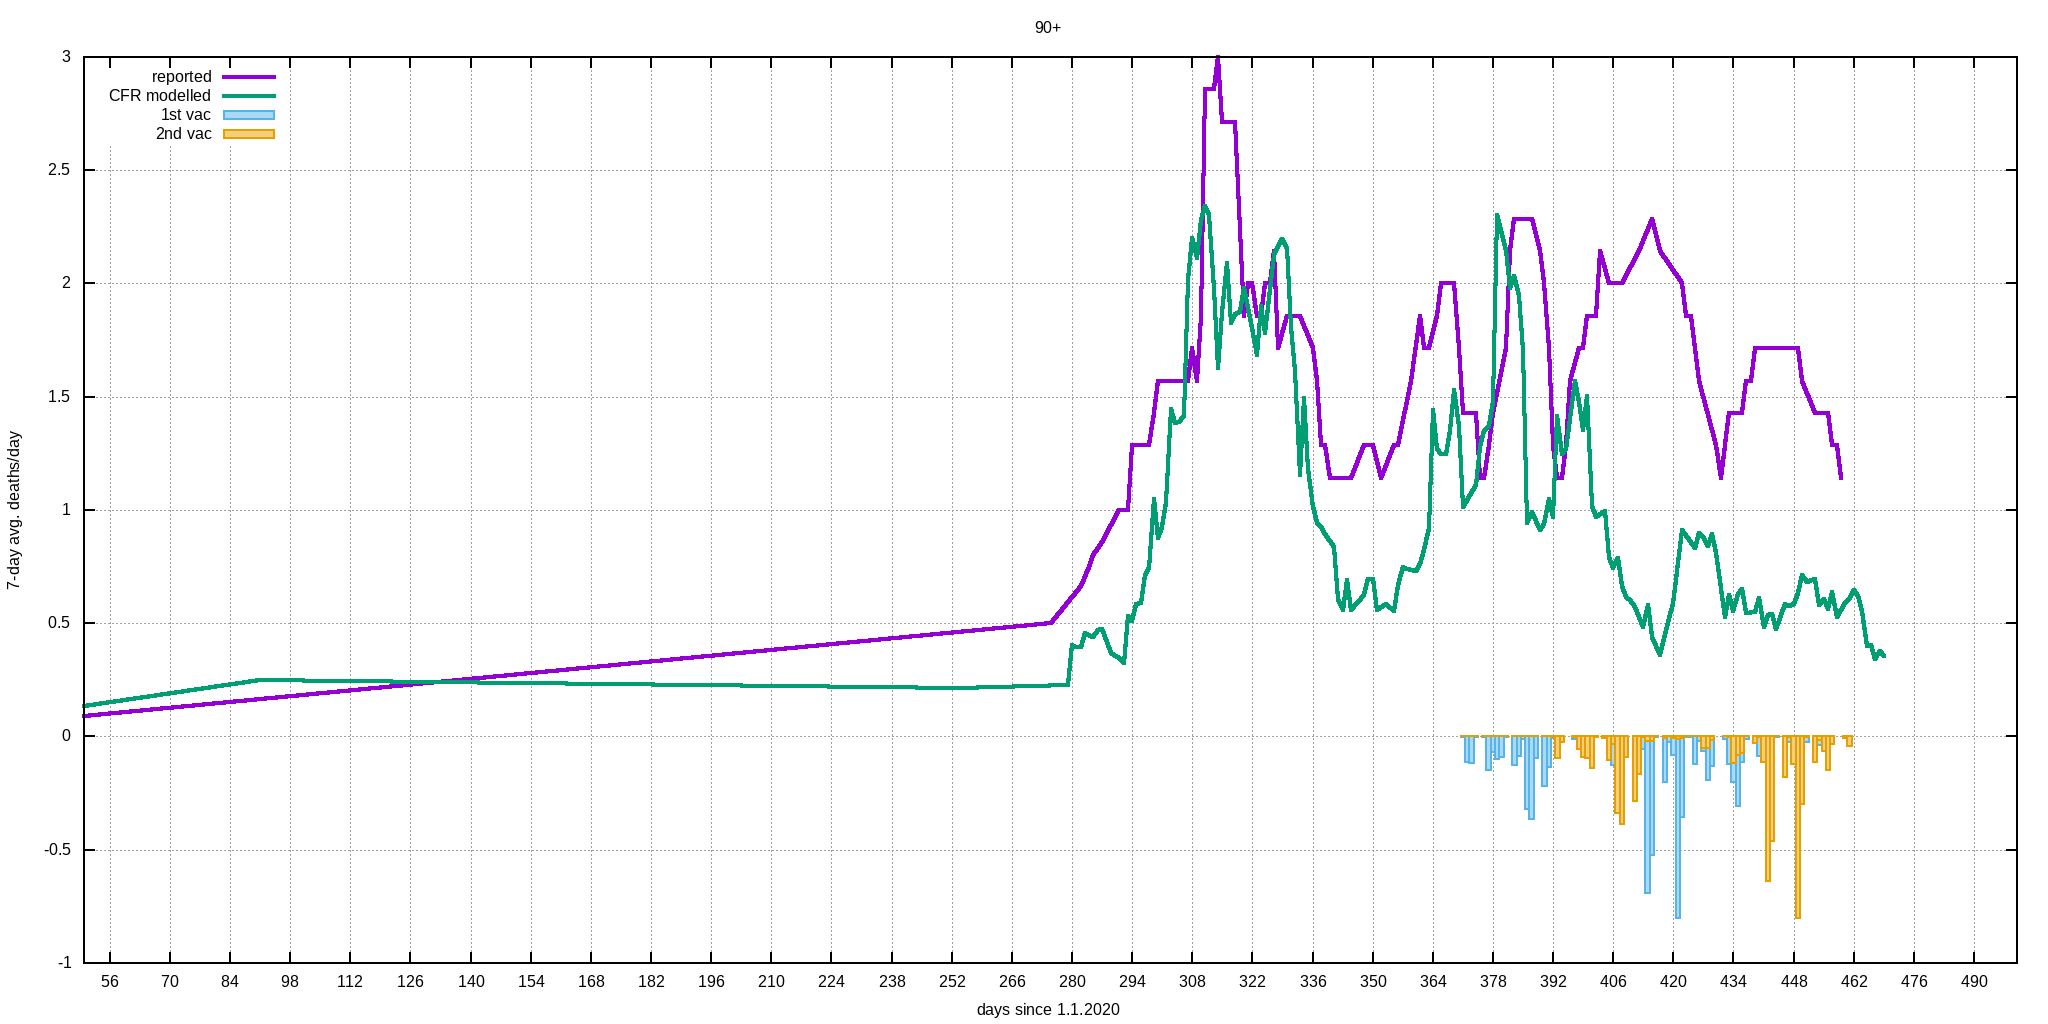 90+
reported
CFR modelled
1st vac
2nd vac
3
2.5
2
1.5
1
0.5
0
-0.5
-1
7-day avg. deaths/day
56 70 84 98 112 126 140 154 168 182 196 210 224 238 252 266 280 294 308 322 336 350 364 378 392 406 420 434 448 462 476 490
days since 1.1.2020